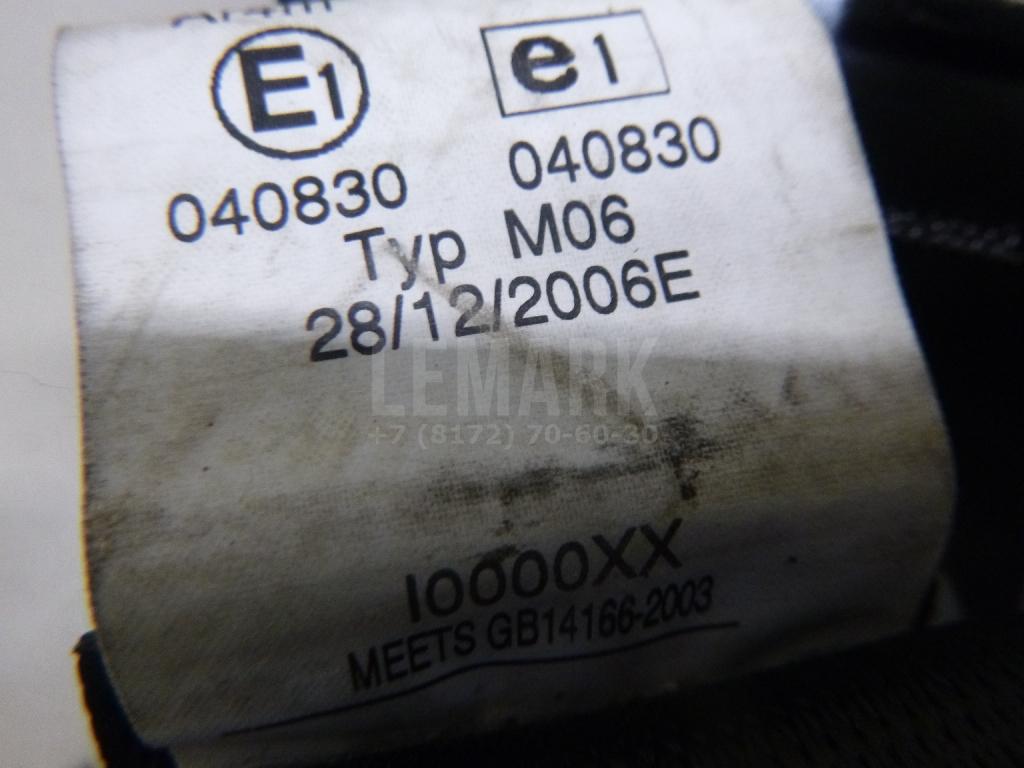 E1 e1
040830 040830
Typ M06
28/12/2006E
LEMARK
+7 (8172) 70-60-30
I0000XX
MEETS GB14166-2003